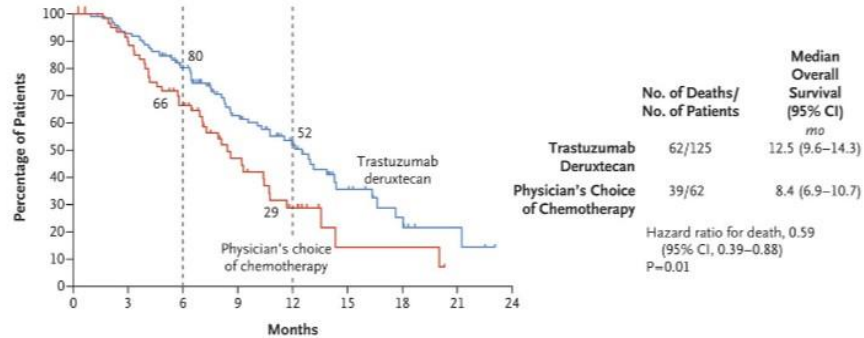 100
90
80
70
60
50
40
30
20
10
0
Percentage of Patients
80
66
52
29
Trastuzumab
deruxtecan
Physician's choice
of chemotherapy
0 3 6 9 12 15 18 21 24
Months
No. of Deaths/
No. of Patients
Median
Overall
Survival
(95% CI)
mo
Trastuzumab
Deruxtecan
62/125
12.5 (9.6–14.3)
Physician's Choice
of Chemotherapy
39/62
8.4 (6.9–10.7)
Hazard ratio for death, 0.59
(95% CI, 0.39–0.88)
P=0.01